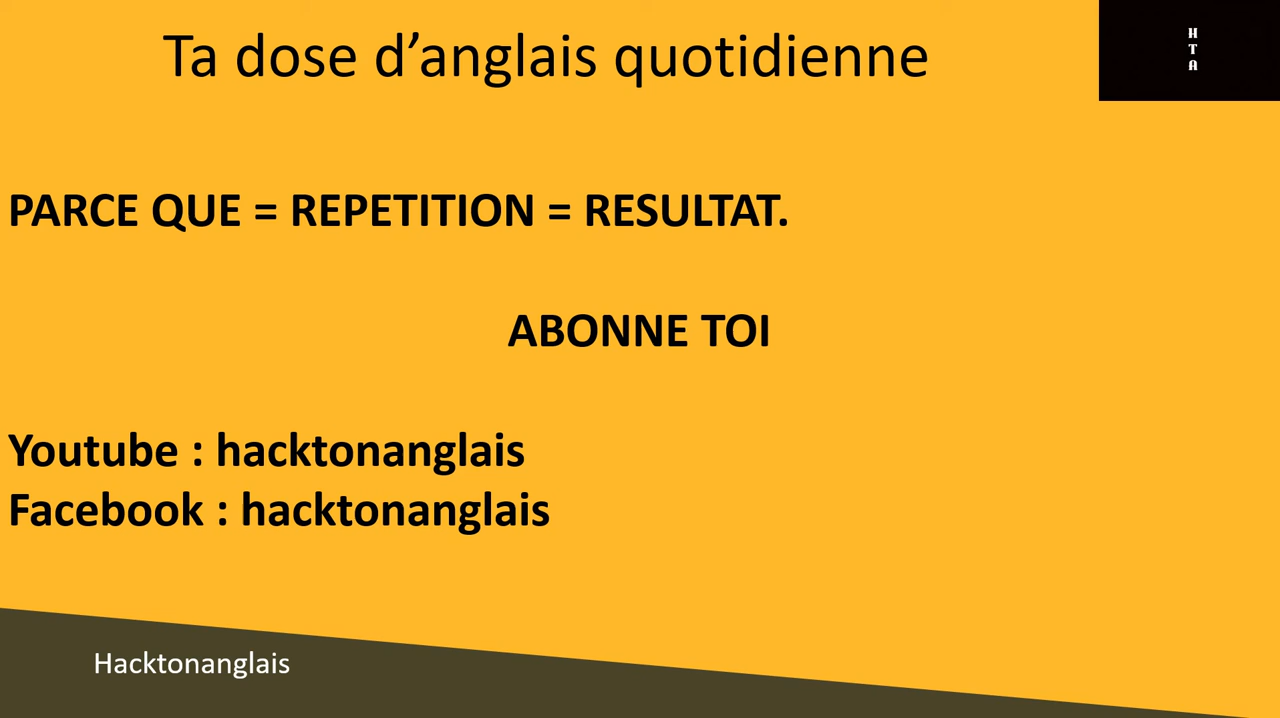 Ta dose d’anglais quotidienne
H
T
A
PARCE QUE = REPETITION = RESULTAT.
ABONNE TOI
Youtube : hacktonanglais
Facebook : hacktonanglais
Hacktonanglais